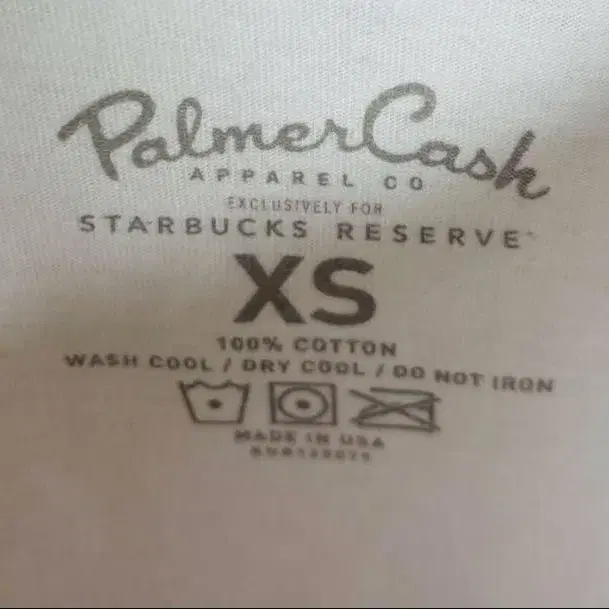 PalmerCash
APPAREL CO
EXCLUSIVELY FOR
STARBUCKS RESERVE
XS
100% COTTON
WASH COOL / DRY COOL / DO NOT IRON
MADE IN USA